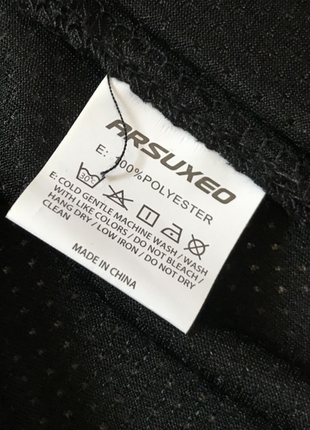 ARSUXEO
E: 100%POLYESTER
30°
E:COLD GENTLE MACHINE WASH / WASH
WITH LIKE COLORS / DO NOT BLEACH /
HANG DRY / LOW IRON / DO NOT DRY
CLEAN
MADE IN CHINA